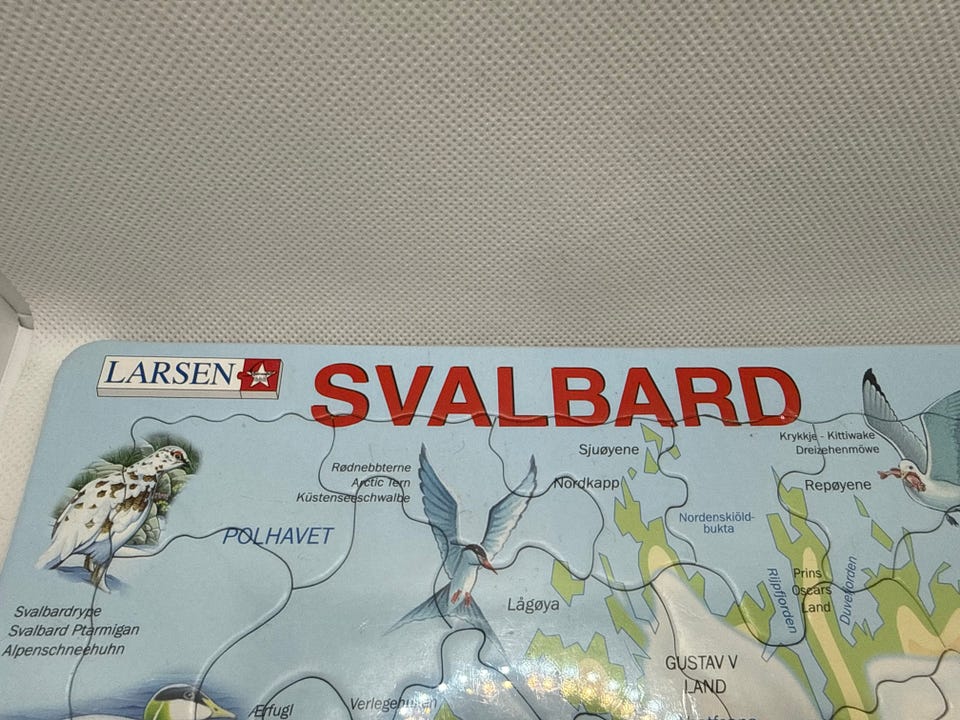 LARSEN
SVALBARD
Krykkje - Kittiwake
Dreizehenmöwe
Sjuøyene
Rødnebbterne
Arctic Tern
Küstenseeschwalbe
Nordkapp
Repøyene
Nordenskiöld-
bukta
POLHAVET
Rijpfjorden
Prins
Oscars
Land
Duvefjorden
Lågøya
Svalbardrype
Svalbard Ptarmigan
Alpenschneehuhn
GUSTAV V
LAND
Ærfugl